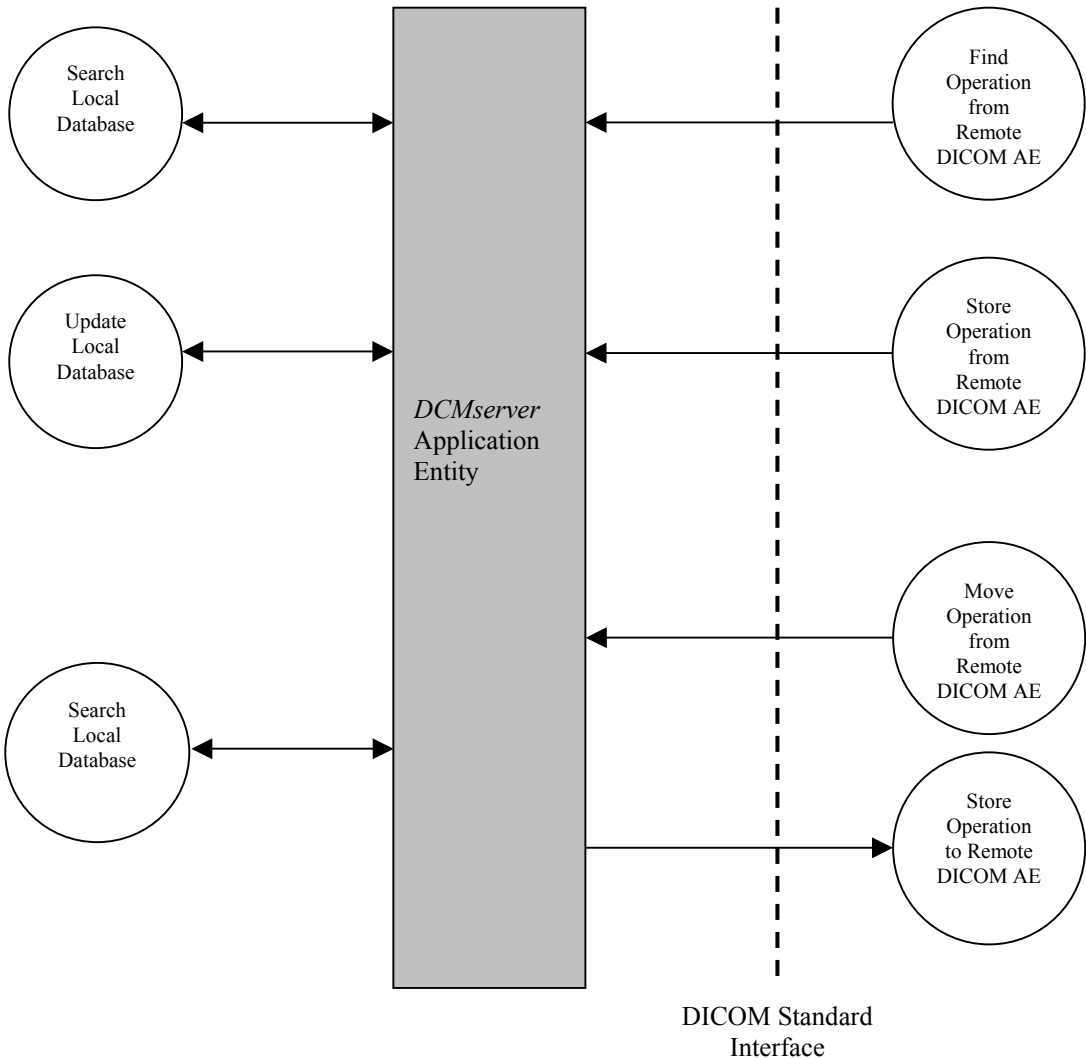 Search
Local
Database
Find
Operation
from
Remote
DICOM AE
Update
Local
Database
Store
Operation
from
Remote
DICOM AE
DCMserver
Application
Entity
Move
Operation
from
Remote
DICOM AE
Search
Local
Database
Store
Operation
to Remote
DICOM AE
DICOM Standard
Interface